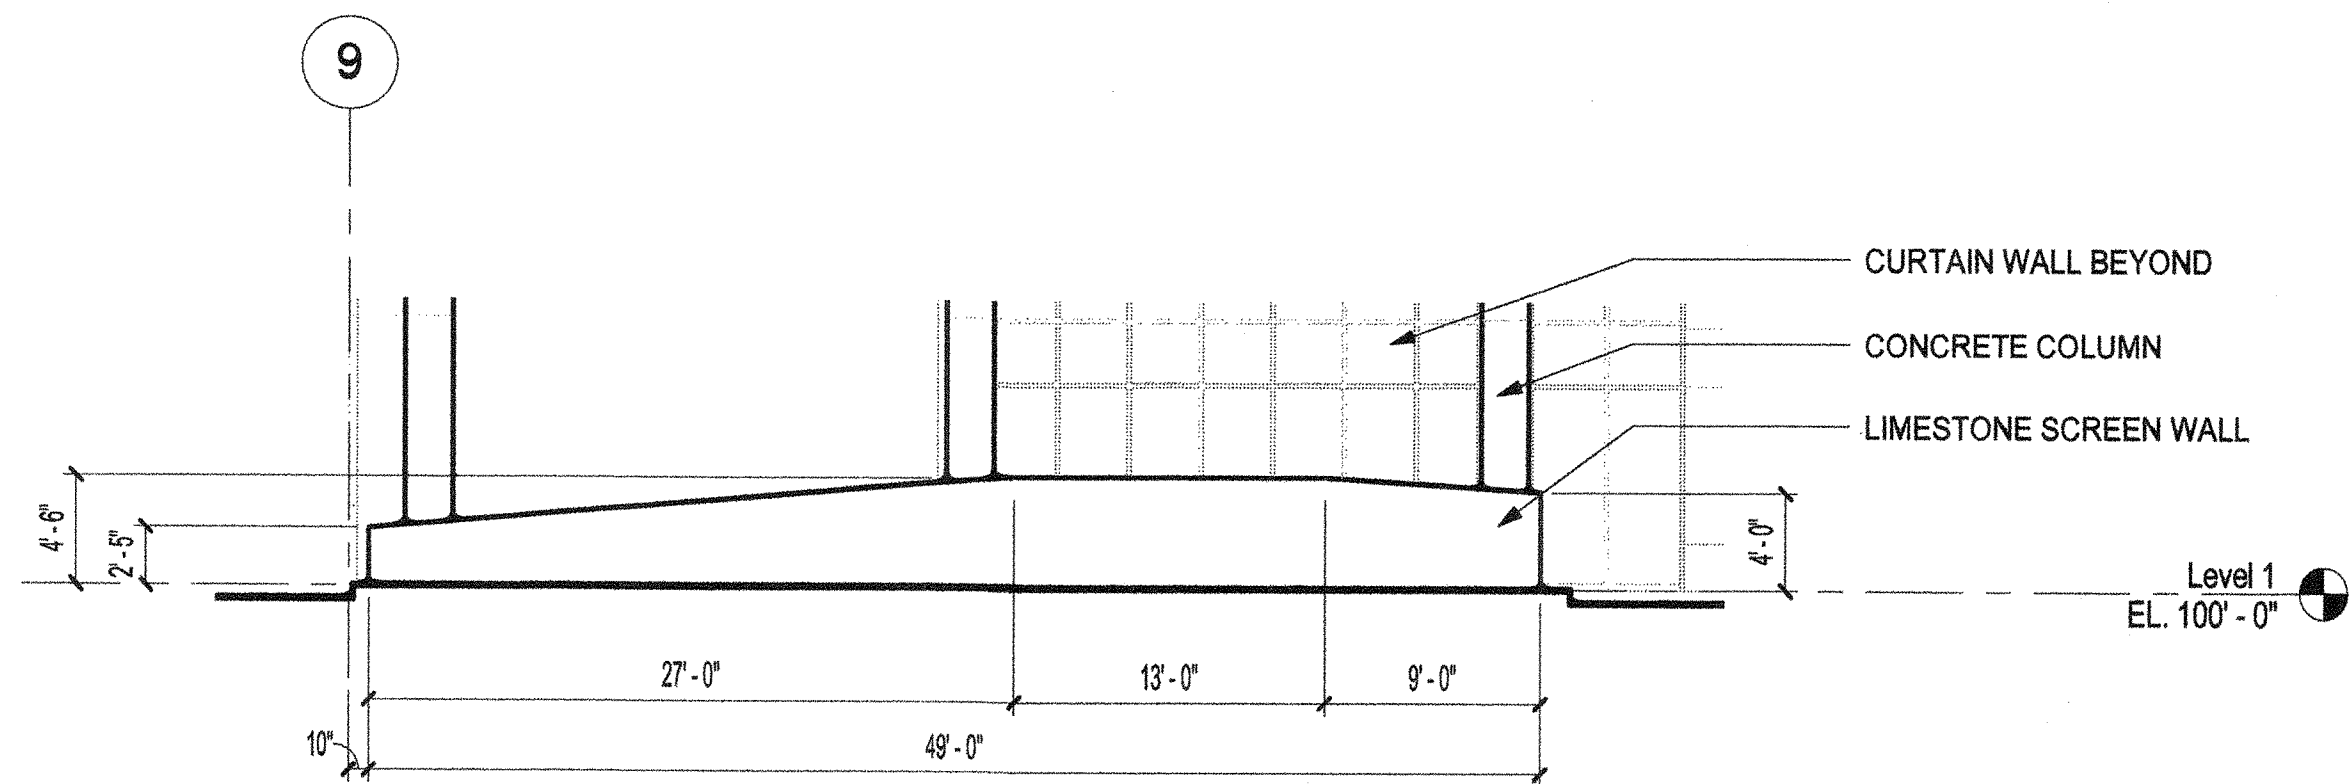 9
CURTAIN WALL BEYOND
CONCRETE COLUMN
LIMESTONE SCREEN WALL
4' - 6"
2' - 5"
4' - 0"
Level 1
EL. 100' - 0"
27' - 0"
13' - 0"
9' - 0"
10"
49' - 0"